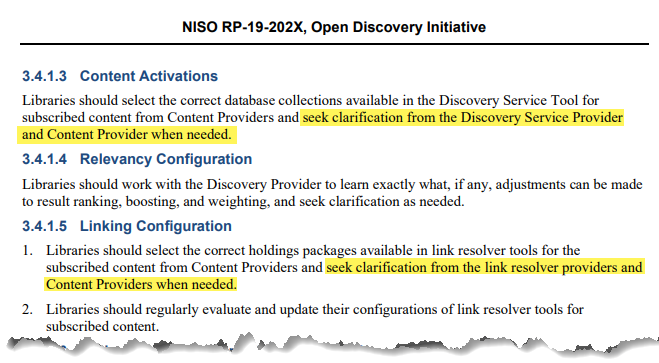 NISO RP-19-202X, Open Discovery Initiative
3.4.1.3 Content Activations
Libraries should select the correct database collections available in the Discovery Service Tool for
subscribed content from Content Providers and seek clarification from the Discovery Service Provider
and Content Provider when needed.
3.4.1.4 Relevancy Configuration
Libraries should work with the Discovery Provider to learn exactly what, if any, adjustments can be made
to result ranking, boosting, and weighting, and seek clarification as needed.
3.4.1.5 Linking Configuration
1. Libraries should select the correct holdings packages available in link resolver tools for the
subscribed content from Content Providers and seek clarification from the link resolver providers and
Content Providers when needed.
2. Libraries should regularly evaluate and update their configurations of link resolver tools for
subscribed content.